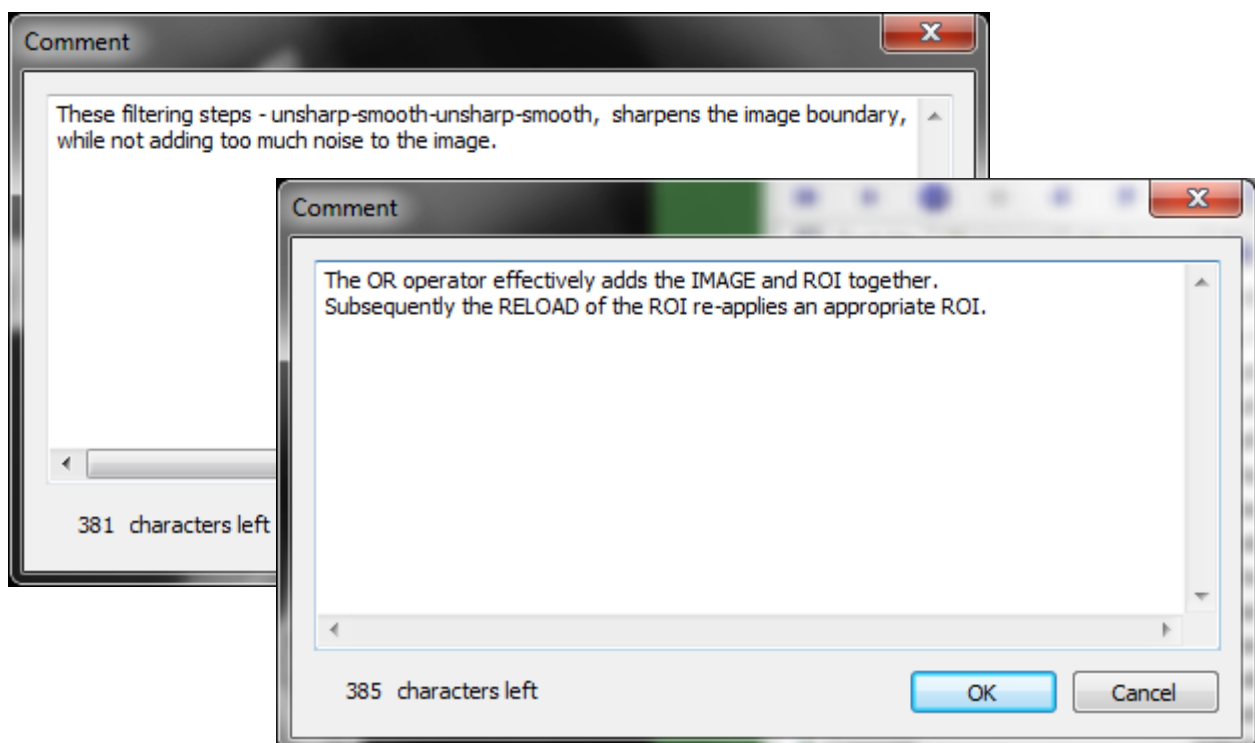 Comment
These filtering steps - unsharp-smooth-unsharp-smooth,  sharpens the image boundary,
while not adding too much noise to the image.
381  characters left
Comment
The OR operator effectively adds the IMAGE and ROI together.
Subsequently the RELOAD of the ROI re-applies an appropriate ROI.
385  characters left
OK
Cancel